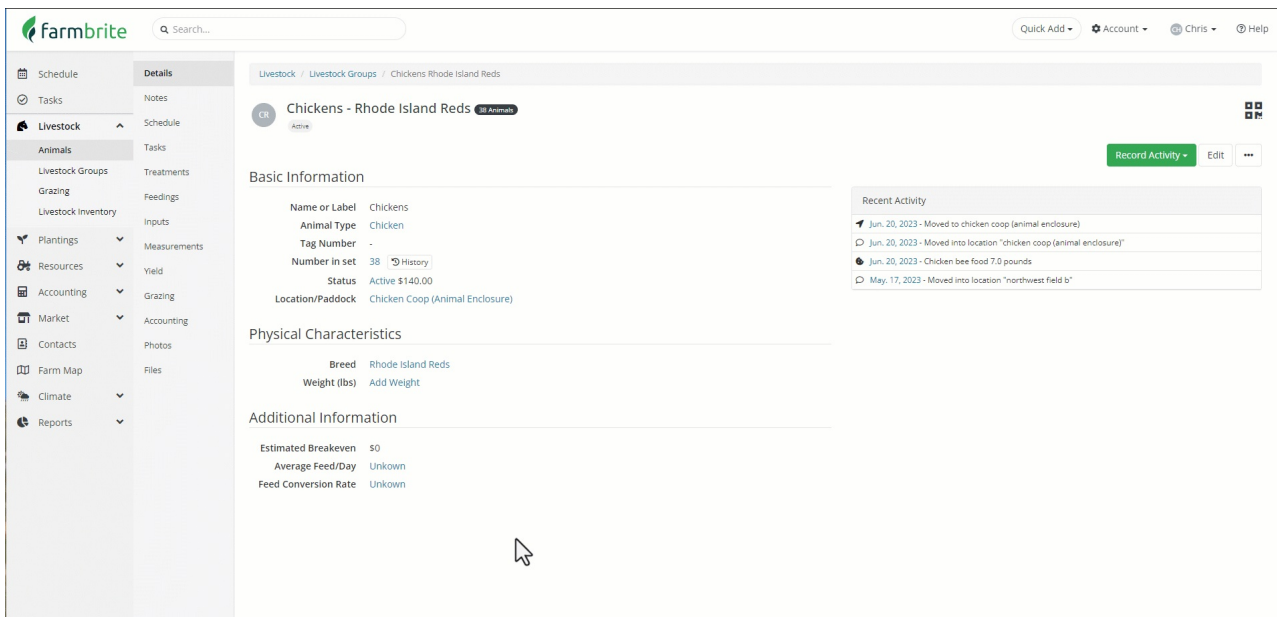 farmbrite
Search...
Quick Add
Account
CH
Chris
Help
Schedule
Tasks
Livestock
Animals
Livestock Groups
Grazing
Livestock Inventory
Plantings
Resources
Accounting
Market
Contacts
Farm Map
Climate
Reports
Details
Notes
Schedule
Tasks
Treatments
Feedings
Inputs
Measurements
Yield
Grazing
Accounting
Photos
Files
Livestock / Livestock Groups / Chickens Rhode Island Reds
CR
Chickens - Rhode Island Reds 38 Animals
Active
Record Activity
Edit
Basic Information
Name or Label Chickens
Animal Type Chicken
Tag Number -
Number in set 38 History
Status Active $140.00
Location/Paddock Chicken Coop (Animal Enclosure)
Physical Characteristics
Breed Rhode Island Reds
Weight (lbs) Add Weight
Additional Information
Estimated Breakeven $0
Average Feed/Day Unkown
Feed Conversion Rate Unkown
Recent Activity
Jun. 20, 2023 - Moved to chicken coop (animal enclosure)
Jun. 20, 2023 - Moved into location "chicken coop (animal enclosure)"
Jun. 20, 2023 - Chicken bee food 7.0 pounds
May. 17, 2023 - Moved into location "northwest field b"